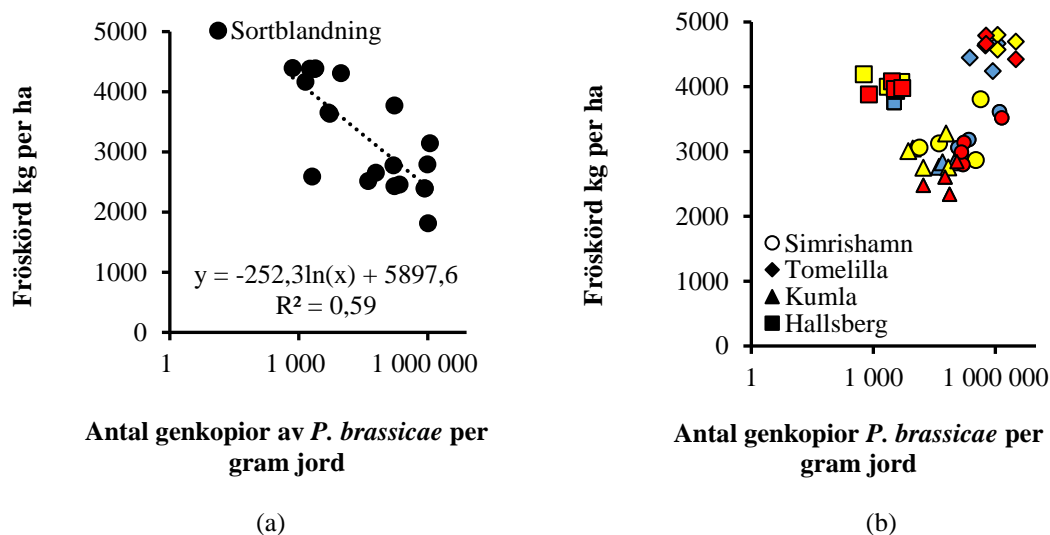 Sortblandning
5000
4000
3000
2000
1000
0
Fröskörd kg per ha
y = -252,3ln(x) + 5897,6
R² = 0,59
1
1 000
1 000 000
Antal genkopior av P. brassicae per
gram jord
(a)
5000
4000
3000
2000
1000
0
Fröskörd kg per ha
Simrishamn
Tomelilla
Kumla
Hallsberg
1
1 000
1 000 000
Antal genkopior P. brassicae per
gram jord
(b)